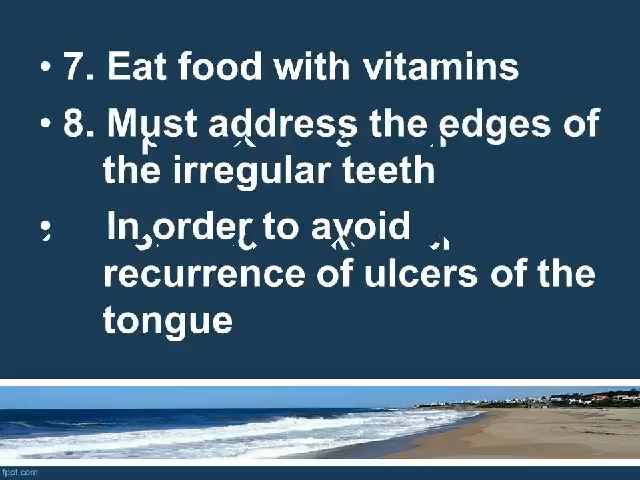 • 7. Eat food with vitamins
• 8. Must address the edges of
the irregular teeth
• In order to avoid
recurrence of ulcers of the
tongue
fppt.com